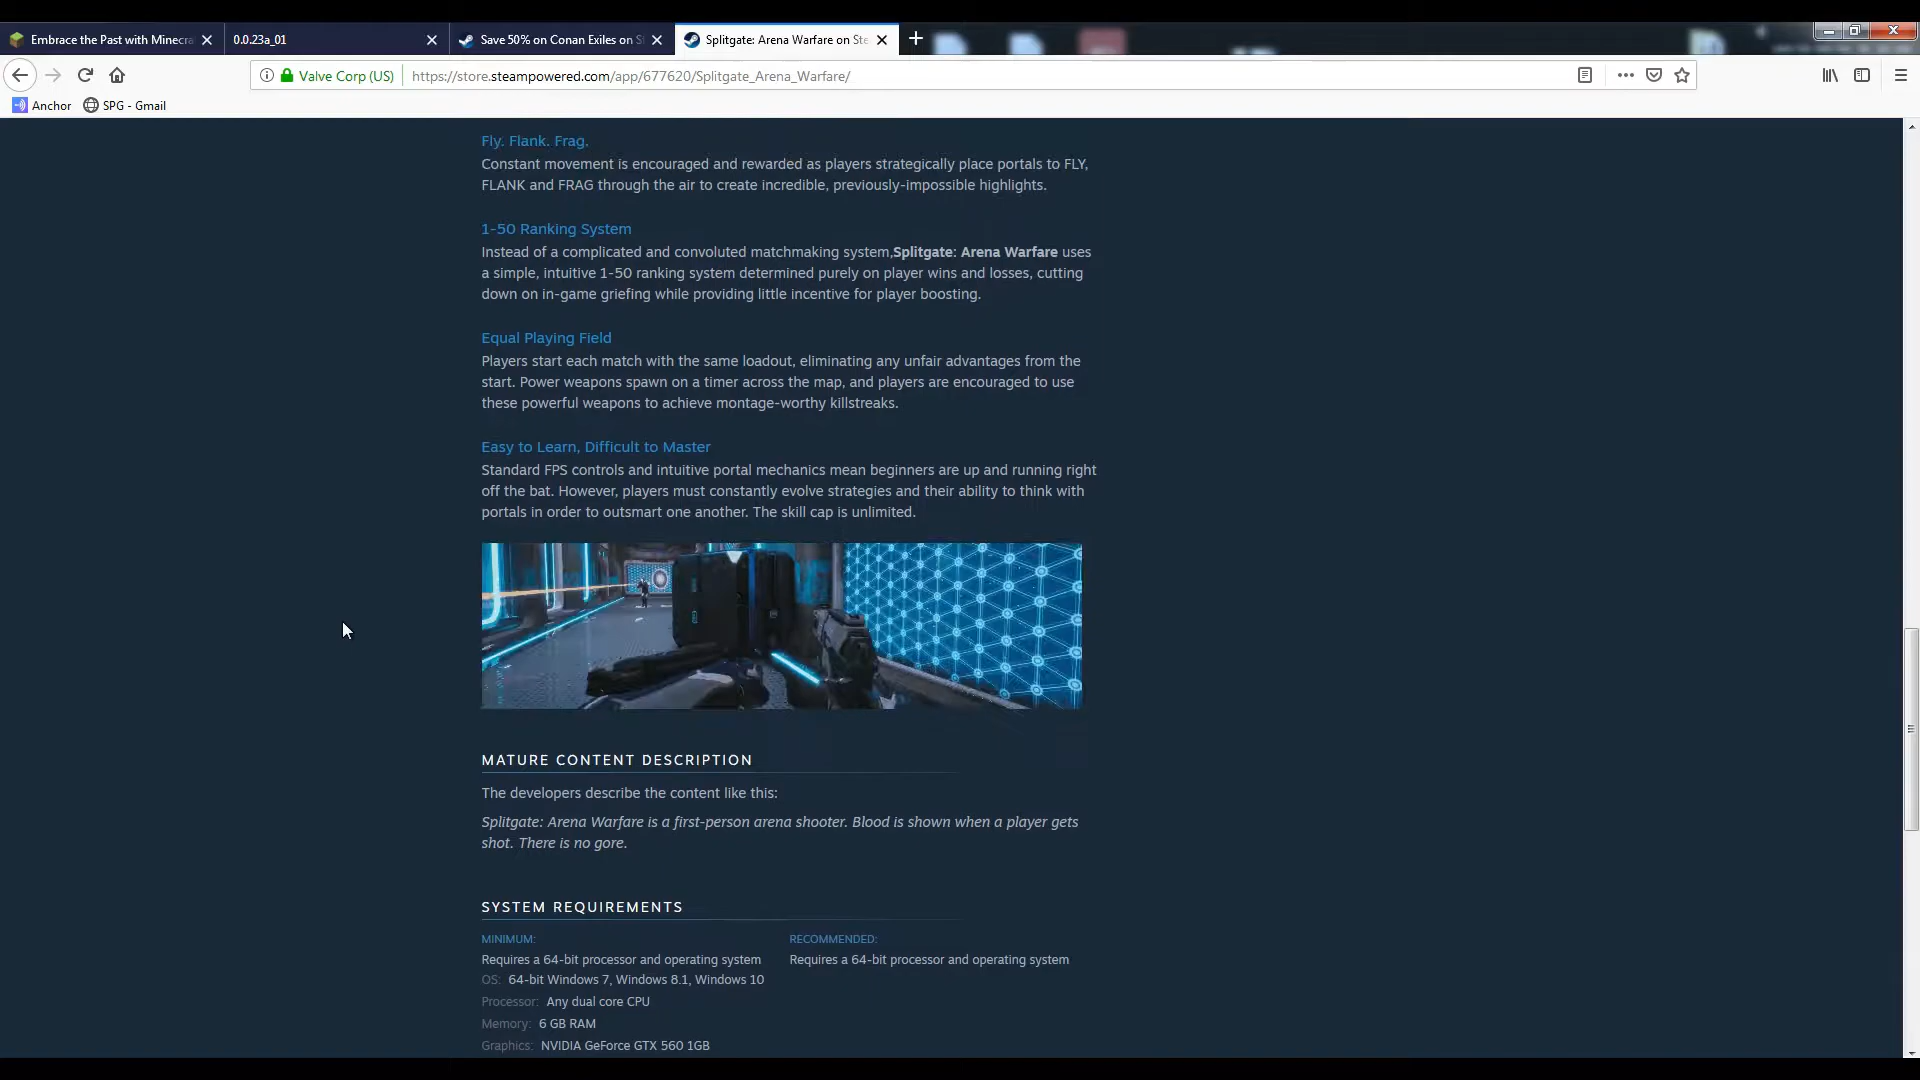 Embrace the Past with Minecra
0.0.23a_01
Save 50% on Conan Exiles on S
Splitgate: Arena Warfare on Ste
Valve Corp (US)
https://store.steampowered.com/app/677620/Splitgate_Arena_Warfare/
Anchor
SPG - Gmail
Fly. Flank. Frag.
Constant movement is encouraged and rewarded as players strategically place portals to FLY,
FLANK and FRAG through the air to create incredible, previously-impossible highlights.
1-50 Ranking System
Instead of a complicated and convoluted matchmaking system,Splitgate: Arena Warfare uses
a simple, intuitive 1-50 ranking system determined purely on player wins and losses, cutting
down on in-game griefing while providing little incentive for player boosting.
Equal Playing Field
Players start each match with the same loadout, eliminating any unfair advantages from the
start. Power weapons spawn on a timer across the map, and players are encouraged to use
these powerful weapons to achieve montage-worthy killstreaks.
Easy to Learn, Difficult to Master
Standard FPS controls and intuitive portal mechanics mean beginners are up and running right
off the bat. However, players must constantly evolve strategies and their ability to think with
portals in order to outsmart one another. The skill cap is unlimited.
MATURE CONTENT DESCRIPTION
The developers describe the content like this:
Splitgate: Arena Warfare is a first-person arena shooter. Blood is shown when a player gets
shot. There is no gore.
SYSTEM REQUIREMENTS
MINIMUM:
Requires a 64-bit processor and operating system
OS: 64-bit Windows 7, Windows 8.1, Windows 10
Processor: Any dual core CPU
Memory: 6 GB RAM
Graphics: NVIDIA GeForce GTX 560 1GB
RECOMMENDED:
Requires a 64-bit processor and operating system